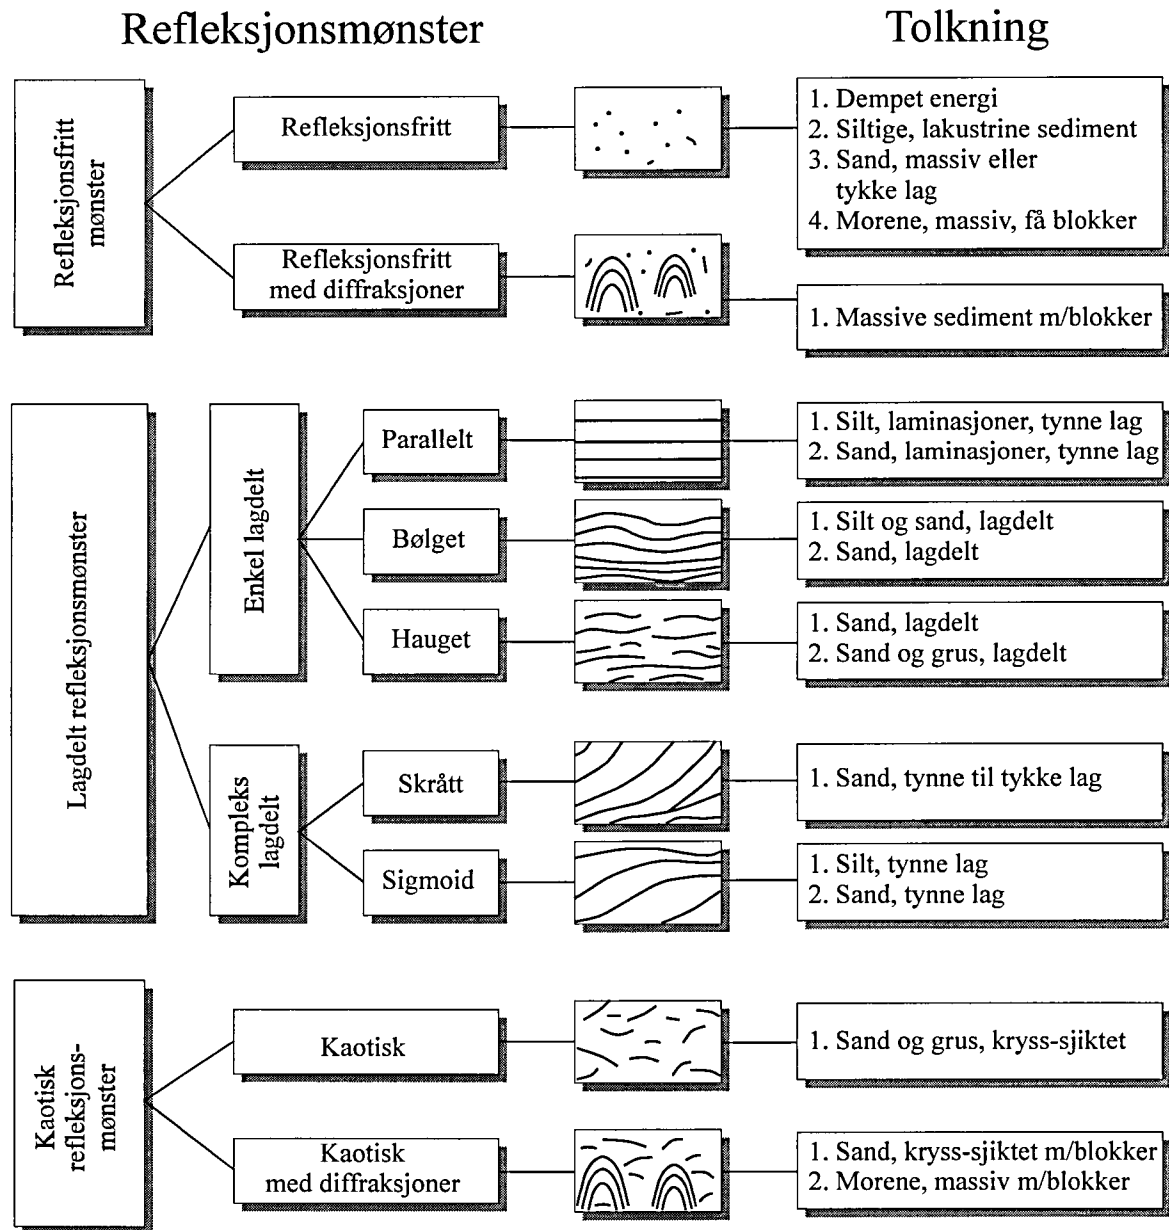 Refleksjonsmønster
Tolkning
Refleksjonsfritt
mønster
Refleksjonsfritt
1. Dempet energi
2. Siltige, lakustrine sediment
3. Sand, massiv eller
tykke lag
4. Morene, massiv, få blokker
Refleksjonsfritt
med diffraksjoner
1. Massive sediment m/blokker
Lagdelt refleksjonsmønster
Enkel lagdelt
Parallelt
1. Silt, laminasjoner, tynne lag
2. Sand, laminasjoner, tynne lag
Bølget
1. Silt og sand, lagdelt
2. Sand, lagdelt
Hauget
1. Sand, lagdelt
2. Sand og grus, lagdelt
Kompleks
lagdelt
Skrått
1. Sand, tynne til tykke lag
Sigmoid
1. Silt, tynne lag
2. Sand, tynne lag
Kaotisk
refleksjons-
mønster
Kaotisk
1. Sand og grus, kryss-sjiktet
Kaotisk
med diffraksjoner
1. Sand, kryss-sjiktet m/blokker
2. Morene, massiv m/blokker